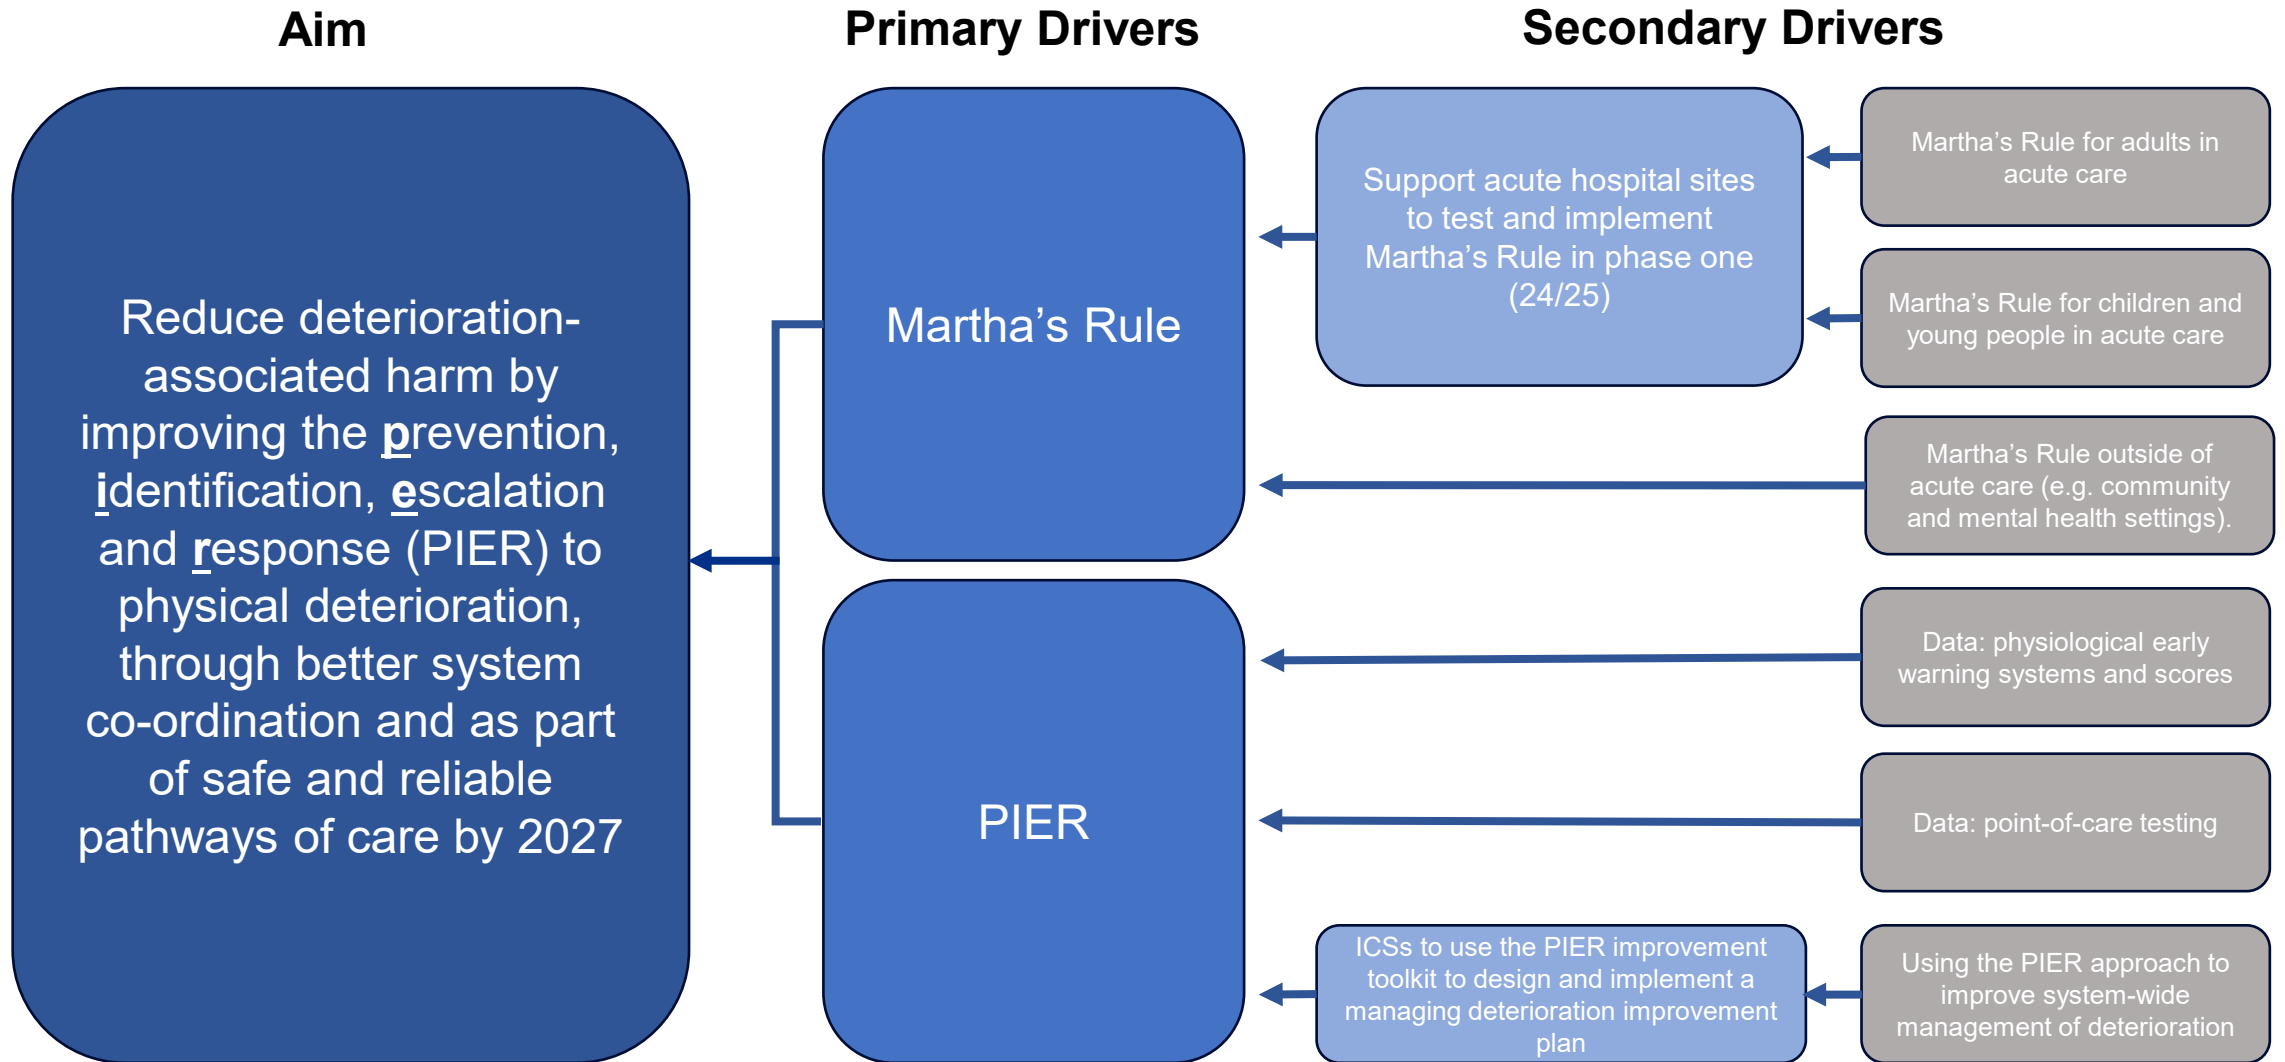 Aim
Primary Drivers
Secondary Drivers
Reduce deterioration-
associated harm by
improving the prevention,
identification, escalation
and response (PIER) to
physical deterioration,
through better system
co-ordination and as part
of safe and reliable
pathways of care by 2027
Martha’s Rule
PIER
Support acute hospital sites
to test and implement
Martha’s Rule in phase one
(24/25)
ICSs to use the PIER improvement
toolkit to design and implement a
managing deterioration improvement
plan
Martha’s Rule for adults in
acute care
Martha’s Rule for children and
young people in acute care
Martha’s Rule outside of
acute care (e.g. community
and mental health settings).
Data: physiological early
warning systems and scores
Data: point-of-care testing
Using the PIER approach to
improve system-wide
management of deterioration